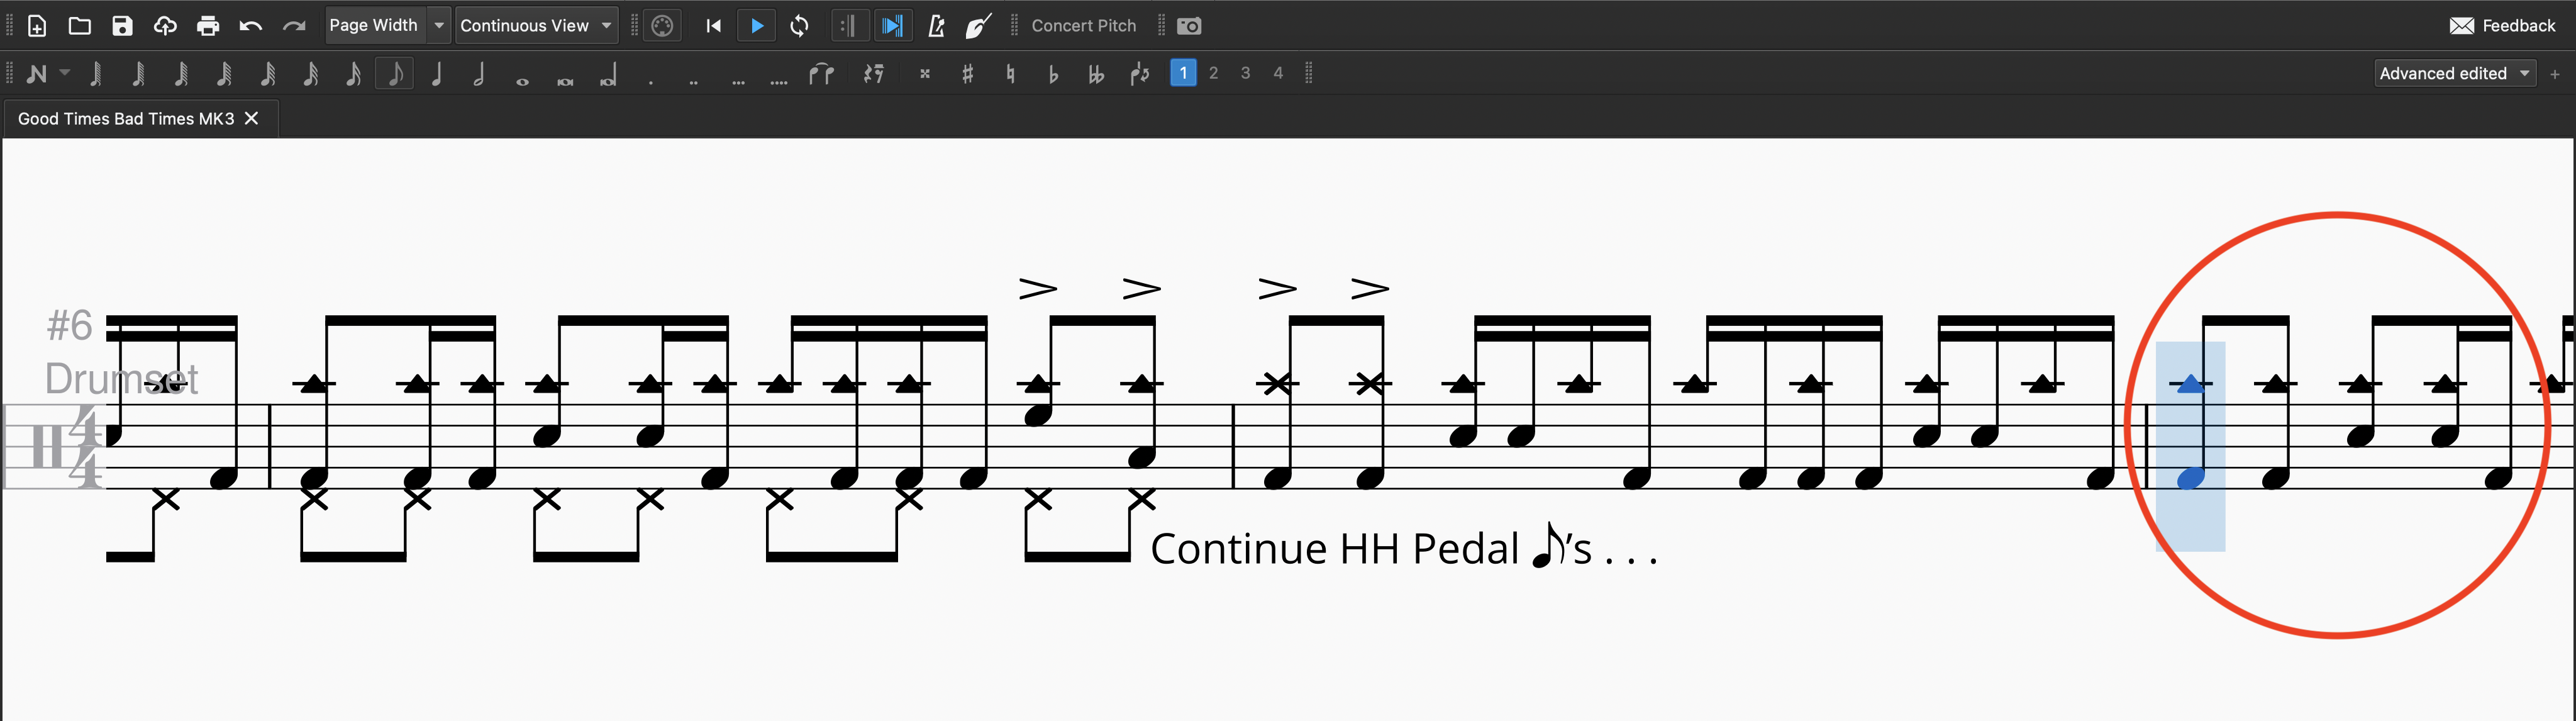 Page Width Continuous View Concert Pitch Feedback
1 2 3 4 Advanced edited +
Good Times Bad Times MK3
#6
Drumset
4
4
Continue HH Pedal ♪'s . . .